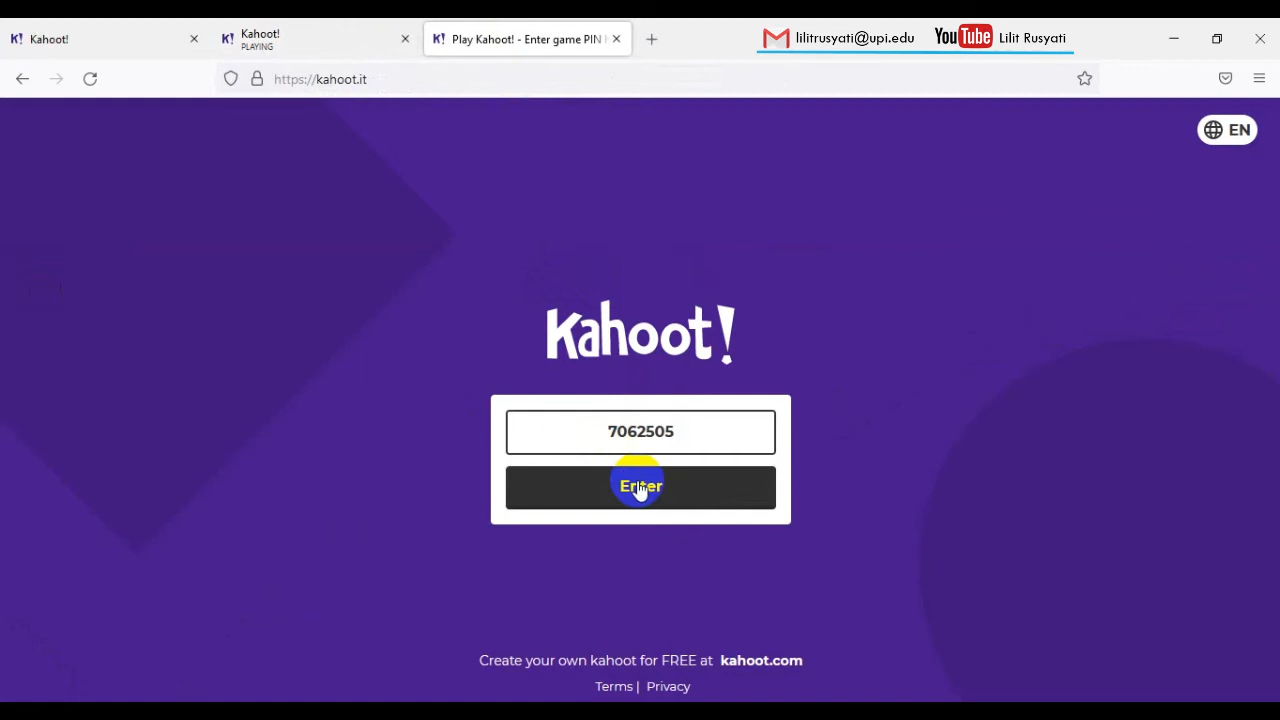 Kahoot!
Kahoot!
PLAYING
Play Kahoot! - Enter game PIN
lilitrusyati@upi.edu
YouTube Lilit Rusyati
https://kahoot.it
EN
Kahoot!
7062505
Enter
Create your own kahoot for FREE at kahoot.com
Terms | Privacy